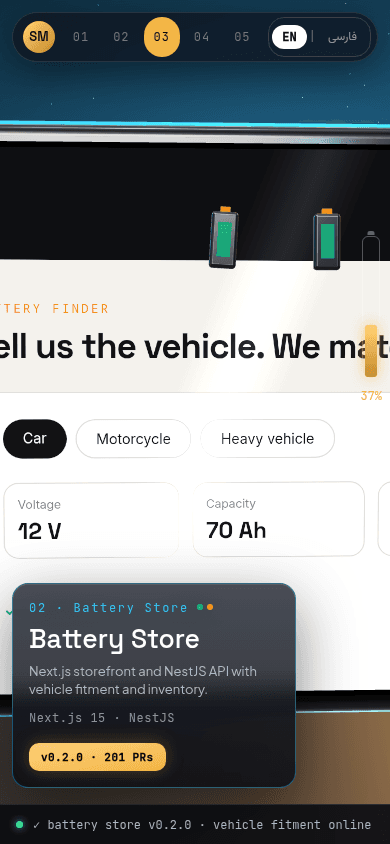 SM 01 02 03 04 05 EN | فارسی
TTERY FINDER
ell us the vehicle. We mat
37%
Car Motorcycle Heavy vehicle
Voltage Capacity
12 V 70 Ah
02 · Battery Store
Battery Store
Next.js storefront and NestJS API with
vehicle fitment and inventory.
Next.js 15 · NestJS
v0.2.0 · 201 PRs
✓ battery store v0.2.0 · vehicle fitment online